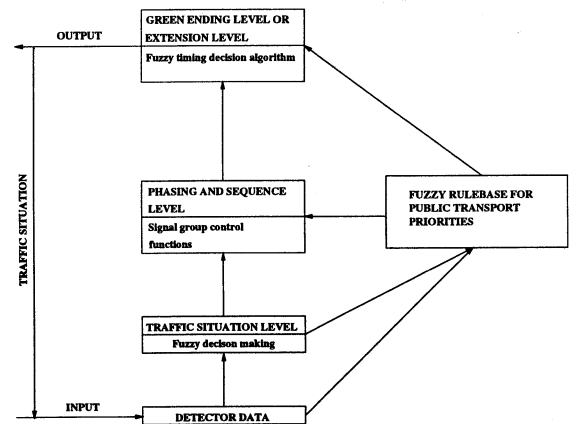 GREEN ENDING LEVEL OR
EXTENSION LEVEL
Fuzzy timing decision algorithm
OUTPUT
TRAFFIC SITUATION
PHASING AND SEQUENCE
LEVEL
Signal group control
functions
FUZZY RULEBASE FOR
PUBLIC TRANSPORT
PRIORITIES
TRAFFIC SITUATION LEVEL
Fuzzy decison making
INPUT
DETECTOR DATA